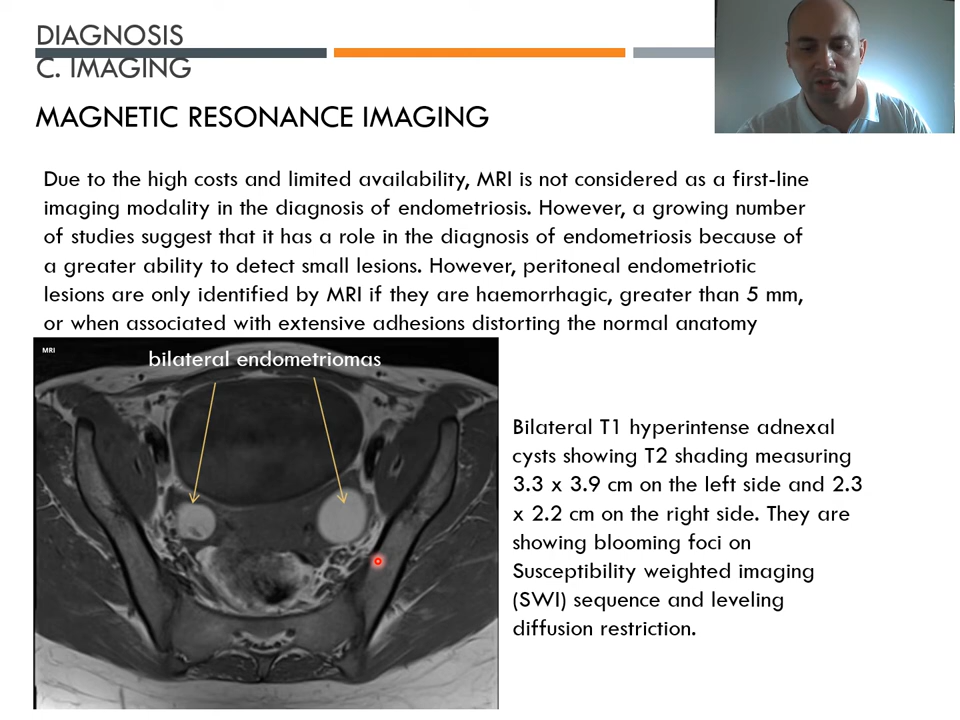 DIAGNOSIS
C. IMAGING
MAGNETIC RESONANCE IMAGING
Due to the high costs and limited availability, MRI is not considered as a first-line
imaging modality in the diagnosis of endometriosis. However, a growing number
of studies suggest that it has a role in the diagnosis of endometriosis because of
a greater ability to detect small lesions. However, peritoneal endometriotic
lesions are only identified by MRI if they are haemorrhagic, greater than 5 mm,
or when associated with extensive adhesions distorting the normal anatomy
MRI
bilateral endometriomas
Bilateral T1 hyperintense adnexal
cysts showing T2 shading measuring
3.3 x 3.9 cm on the left side and 2.3
x 2.2 cm on the right side. They are
showing blooming foci on
Susceptibility weighted imaging
(SWI) sequence and leveling
diffusion restriction.